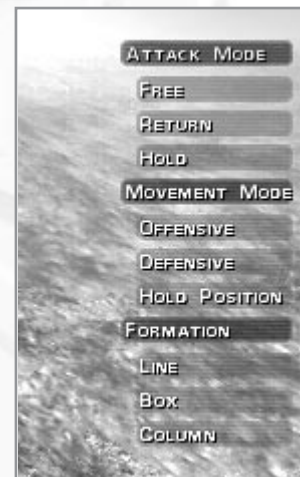 Attack Mode
Free
Return
Hold
Movement Mode
Offensive
Defensive
Hold Position
Formation
Line
Box
Column